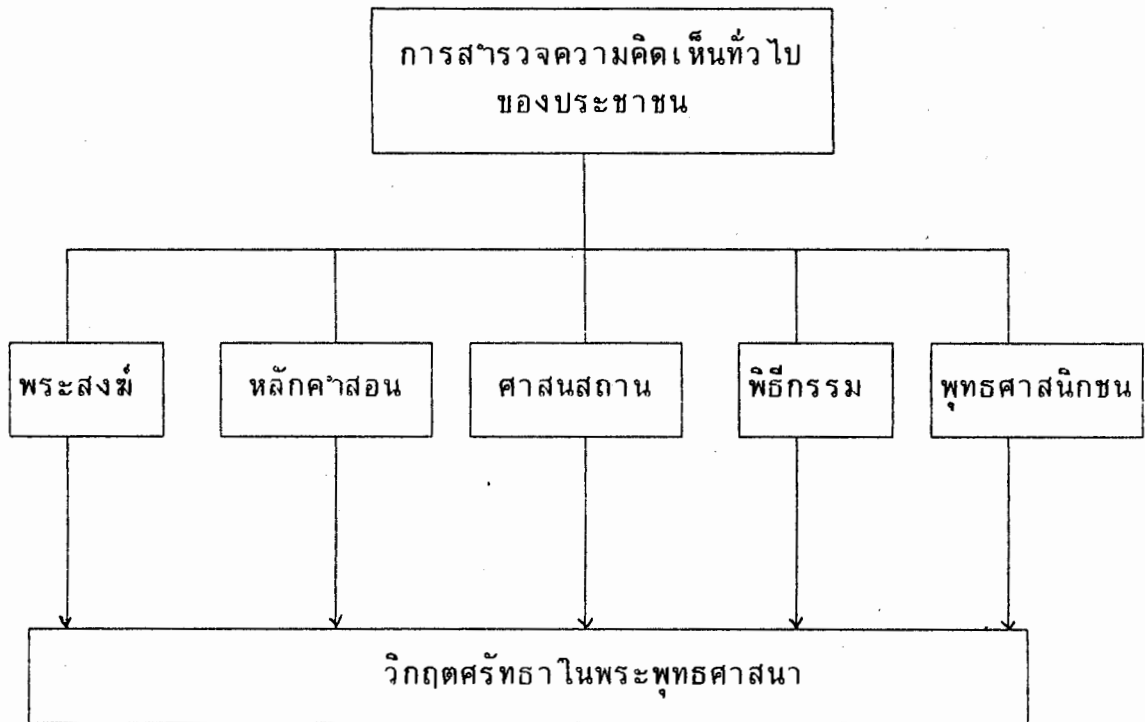 การสำรวจความคิดเห็นทั่วไป
ของประชาชน
พระสงฆ์
หลักคำสอน
ศาสนสถาน
พิธีกรรม
พุทธศาสนิกชน
วิกฤตศรัทธาในพระพุทธศาสนา